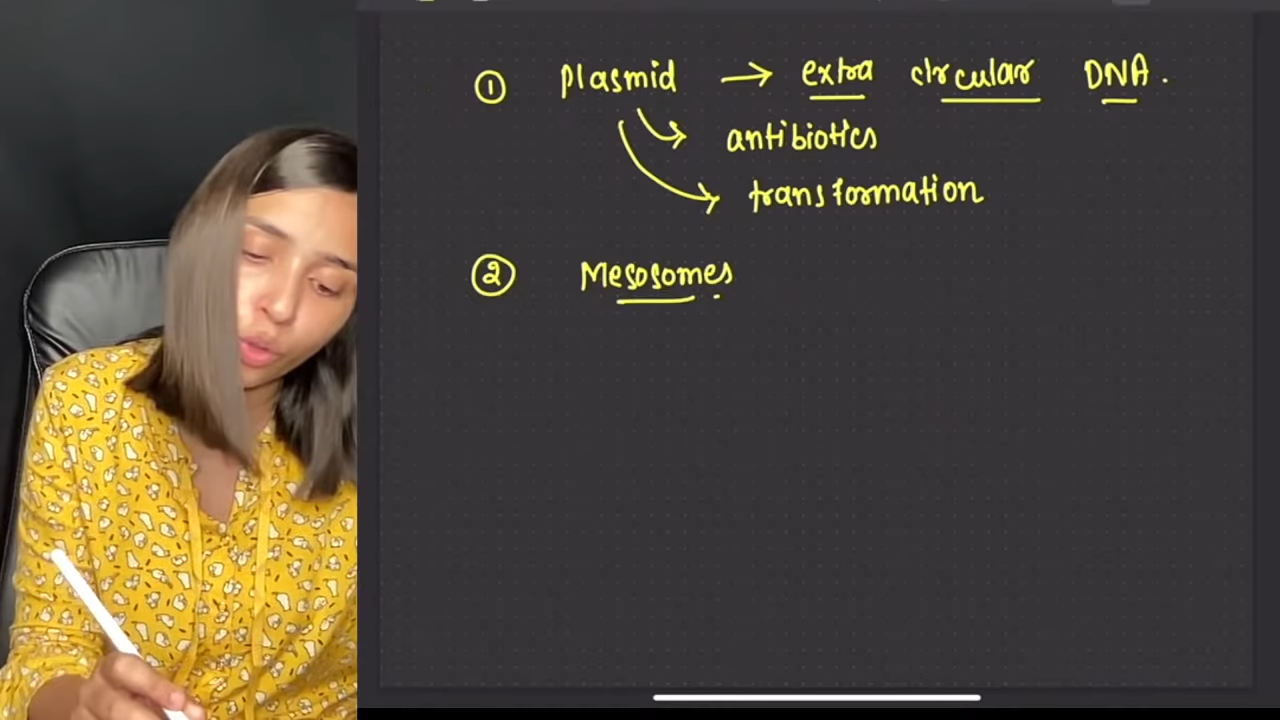 ① Plasmid → extra circular DNA.
antibiotics
transformation
② Mesosomes